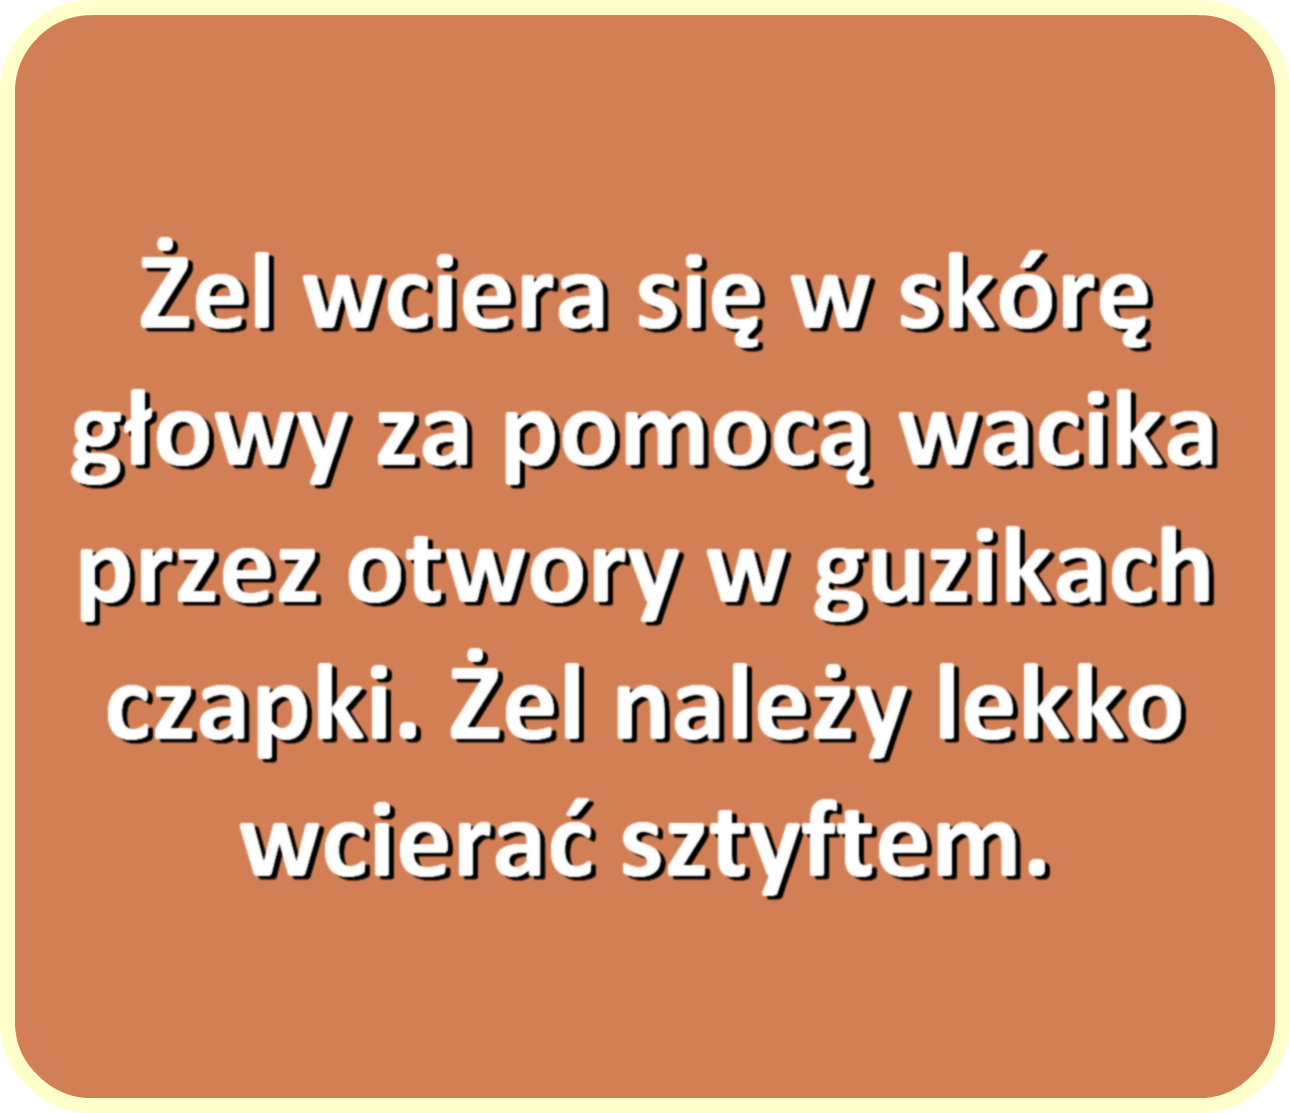 Żel wciera się w skórę
głowy za pomocą wacika
przez otwory w guzikach
czapki. Żel należy lekko
wcierać sztyftem.